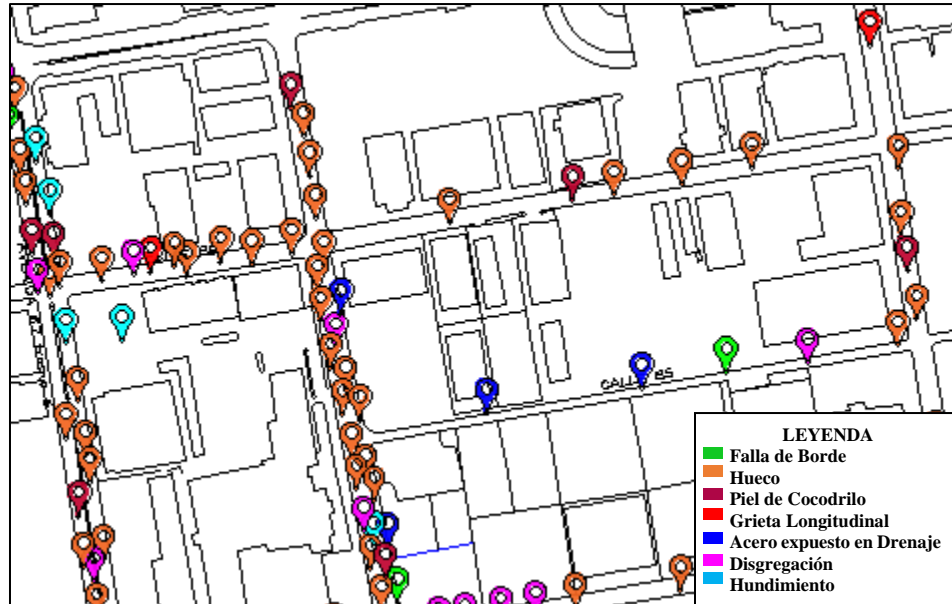 LEYENDA
Falla de Borde
Hueco
Piel de Cocodrilo
Grieta Longitudinal
Acero expuesto en Drenaje
Disgregación
Hundimiento